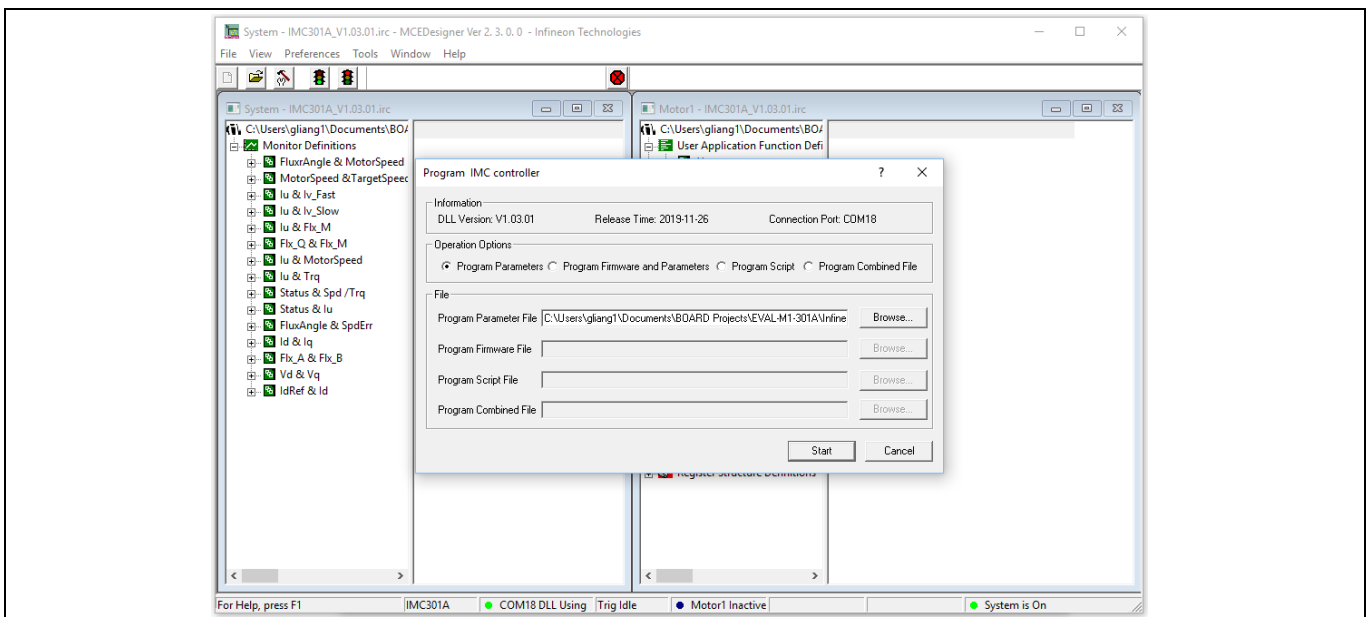 System - IMC301A_V1.03.01.irc - MCEDesigner Ver 2. 3. 0. 0 - Infineon Technologies
File View Preferences Tools Window Help
System - IMC301A_V1.03.01.irc
Motor1 - IMC301A_V1.03.01.irc
C:\Users\gliang1\Documents\BOA
C:\Users\gliang1\Documents\BOA
Monitor Definitions
User Application Function Defi
FluxrAngle & MotorSpeed
MotorSpeed &TargetSpeed
Iu & Iv_Fast
Iu & Iv_Slow
Iu & Flx_M
Flx_Q & Flx_M
Iu & MotorSpeed
Iu & Trq
Status & Spd /Trq
Status & Iu
FluxAngle & SpdErr
Id & Iq
Flx_A & Flx_B
Vd & Vq
IdRef & Id
Program IMC controller ?
Information
DLL Version: V1.03.01 Release Time: 2019-11-26 Connection Port: COM18
Operation Options
Program Parameters Program Firmware and Parameters Program Script Program Combined File
File
Program Parameter File C:\Users\gliang1\Documents\BOARD Projects\EVAL-M1-301A\Infine Browse...
Program Firmware File Browse...
Program Script File Browse...
Program Combined File Browse...
Start Cancel
Register Structure Definitions
For Help, press F1 IMC301A COM18 DLL Using Trig Idle Motor1 Inactive System is On